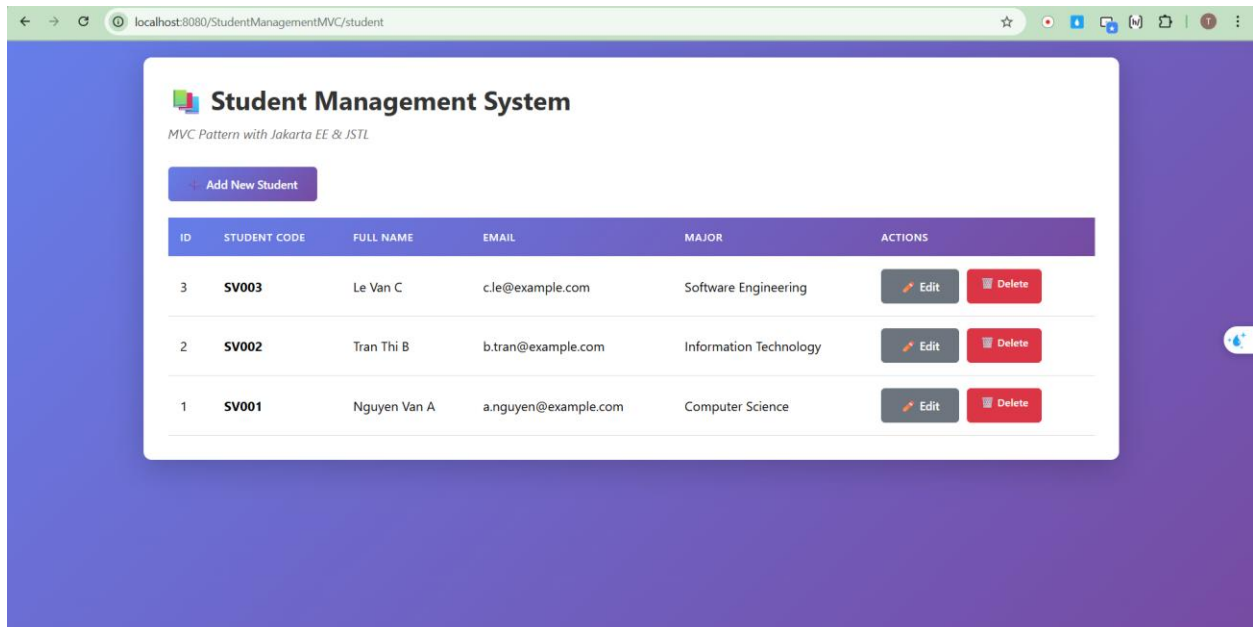 localhost:8080/StudentManagementMVC/student
T
Student Management System
MVC Pattern with Jakarta EE & JSTL
Add New Student
ID STUDENT CODE FULL NAME EMAIL MAJOR ACTIONS
3 SV003 Le Van C c.le@example.com Software Engineering Edit Delete
2 SV002 Tran Thi B b.tran@example.com Information Technology Edit Delete
1 SV001 Nguyen Van A a.nguyen@example.com Computer Science Edit Delete